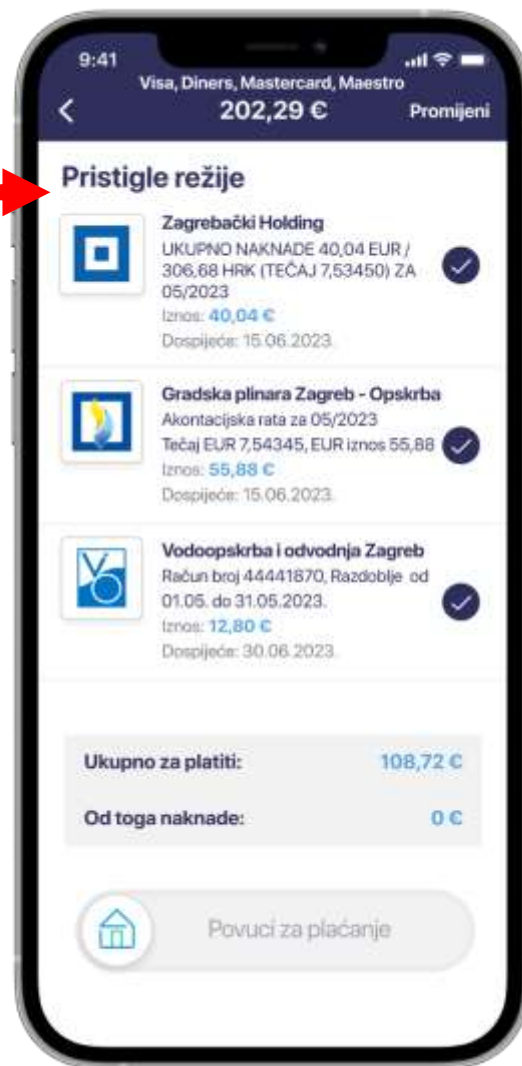 9:41
Visa, Diners, Mastercard, Maestro
202,29 €
Promijeni
Pristigle režije
Zagrebački Holding
UKUPNO NAKNADE 40,04 EUR /
306,68 HRK (TEČAJ 7,53450) ZA
05/2023
Iznos: 40,04 €
Dospijeće: 15.06.2023.
Gradska plinara Zagreb - Opskrba
Akontacijska rata za 05/2023
Tečaj EUR 7,54345, EUR iznos 55,88
Iznos: 55,88 €
Dospijeće: 15.06.2023.
Vodoopskrba i odvodnja Zagreb
Račun broj 44441870, Razdoblje od
01.05. do 31.05.2023.
Iznos: 12,80 €
Dospijeće: 30.06.2023.
Ukupno za platiti: 108,72 €
Od toga naknade: 0 €
Povuci za plaćanje